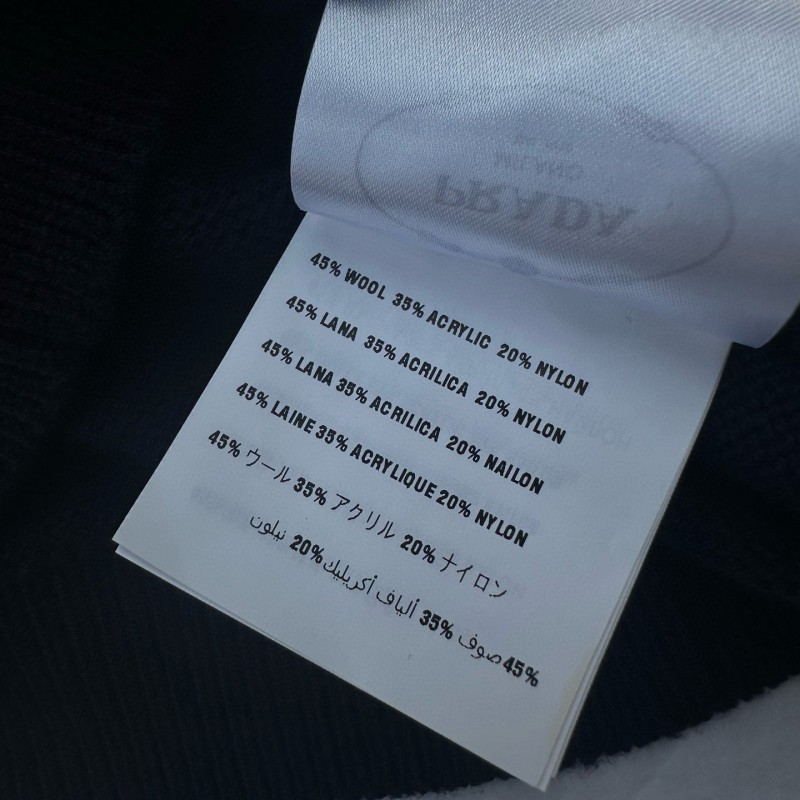 PRADA
MILANO
45% WOOL 35% ACRYLIC 20% NYLON
45% LANA 35% ACRILICA 20% NYLON
45% LANA 35% ACRILICA 20% NAILON
45% LAINE 35% ACRYLIQUE 20% NYLON
45% ウール 35% アクリル 20% ナイロン
45% صوف 35% ألياف أكريليك 20% نيلون